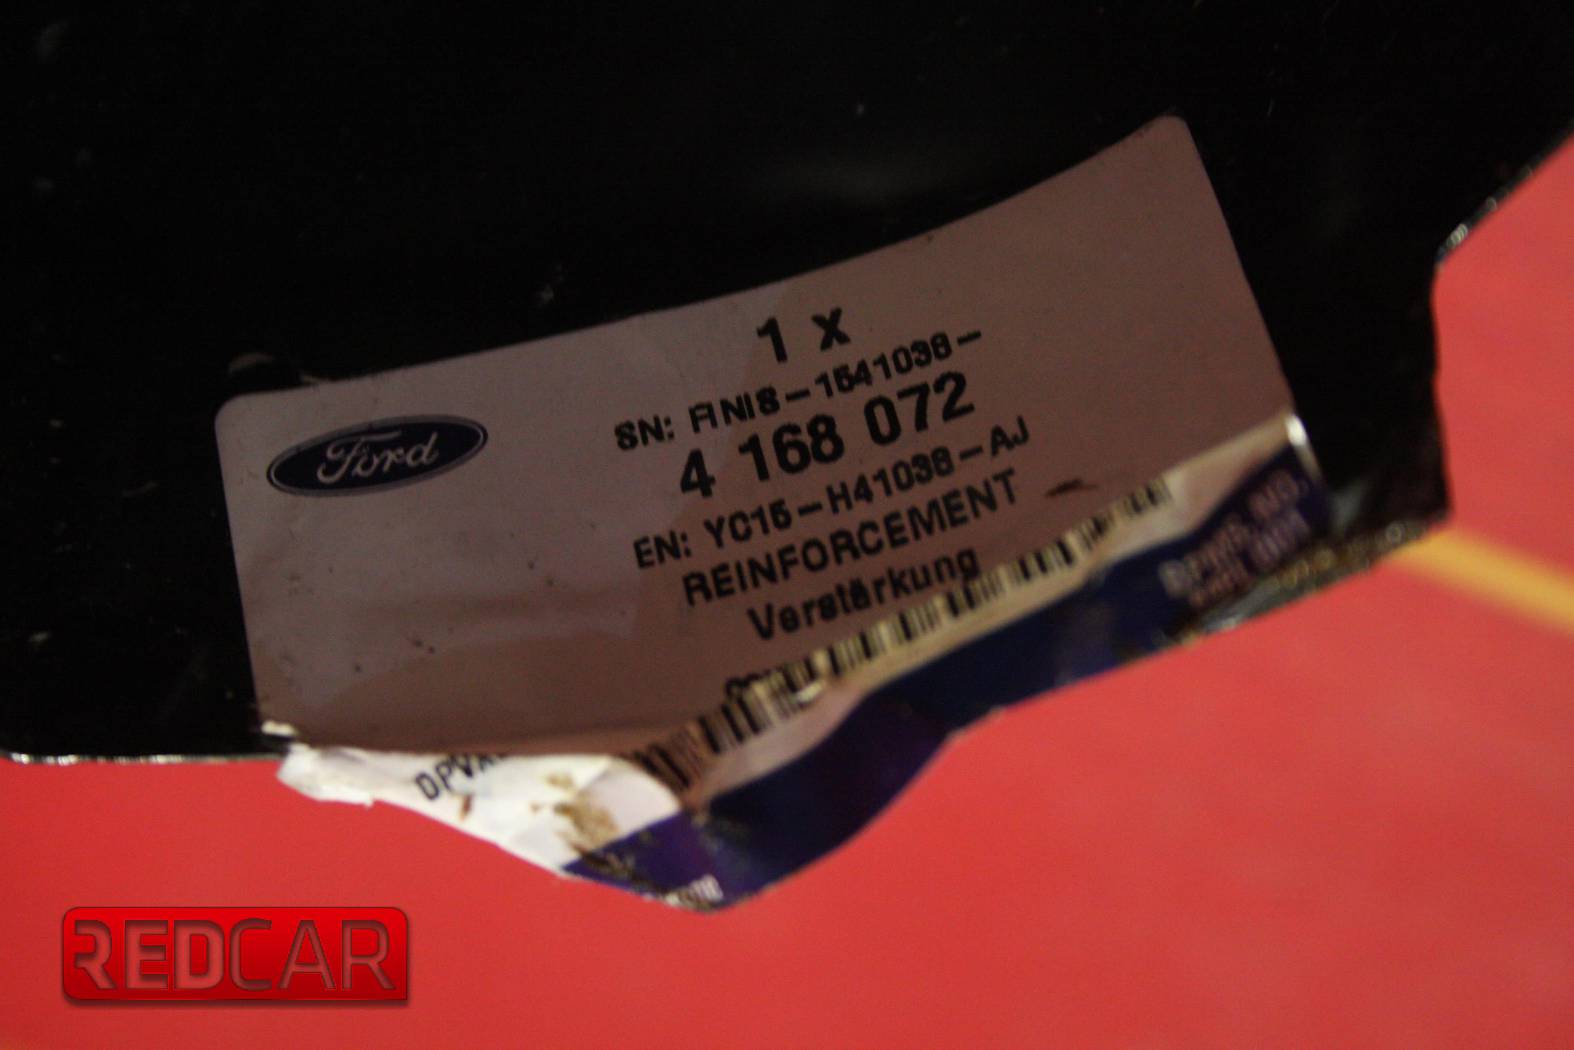 1 x
SN: FINIS-1541036-
Ford
4 168 072
EN: YC15-H41036-AJ
REINFORCEMENT
Verstärkung
REDCAR